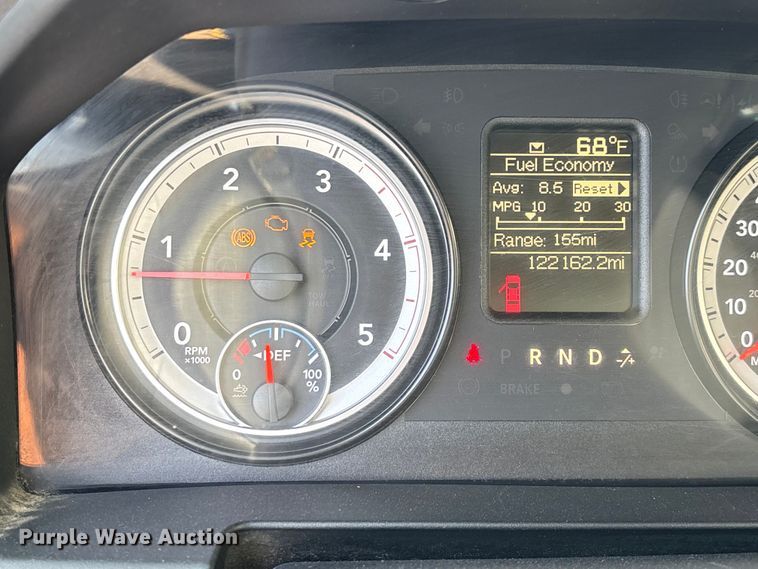 68°F
Fuel Economy
Avg: 8.5 Reset
MPG 10 20 30
Range: 155mi
122162.2mi
0 1 2 3 4 5
RPM
x1000
ABS
TOW
HAUL
DEF
0 100
%
P R N D
BRAKE
30
20
10
0
Purple Wave Auction